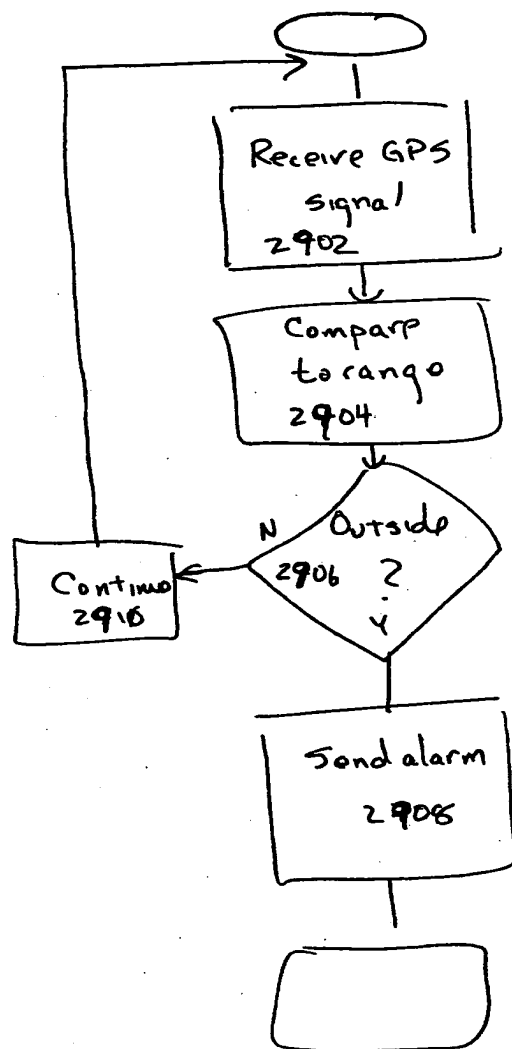 Receive GPS
signal
2902
Compare
to range
2904
N
Outside
2906 ?
Y
Continue
2910
Send alarm
2908